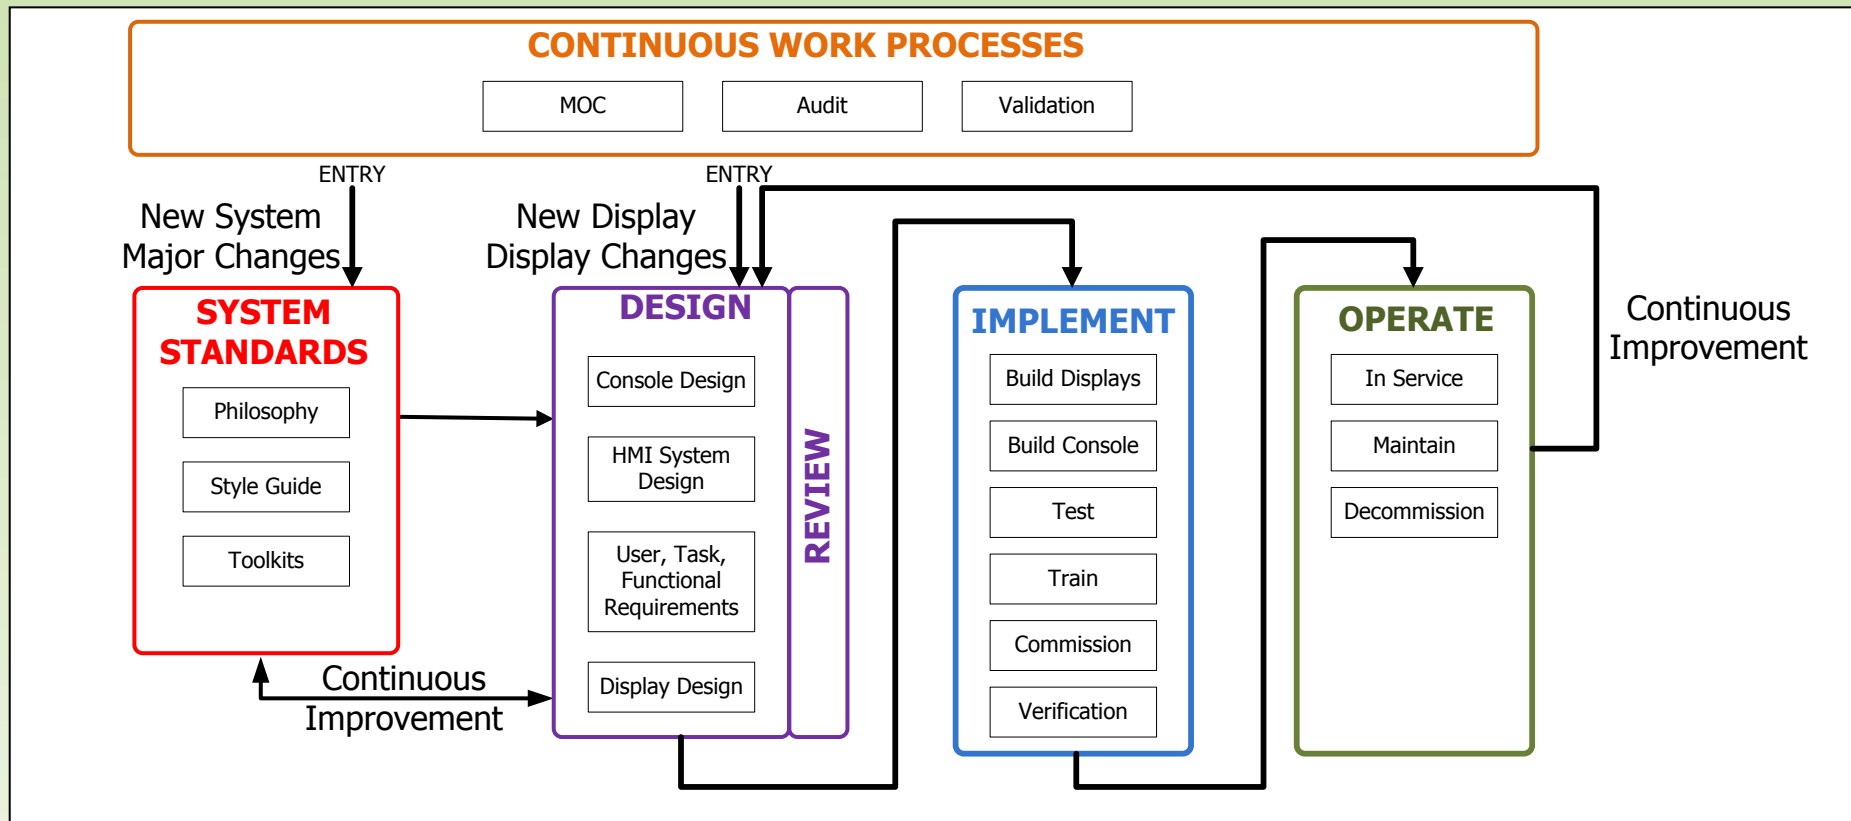 CONTINUOUS WORK PROCESSES
MOC
Audit
Validation
ENTRY
New System
Major Changes
ENTRY
New Display
Display Changes
SYSTEM
STANDARDS
Philosophy
Style Guide
Toolkits
Continuous
Improvement
DESIGN
Console Design
HMI System
Design
User, Task,
Functional
Requirements
Display Design
REVIEW
IMPLEMENT
Build Displays
Build Console
Test
Train
Commission
Verification
OPERATE
In Service
Maintain
Decommission
Continuous
Improvement